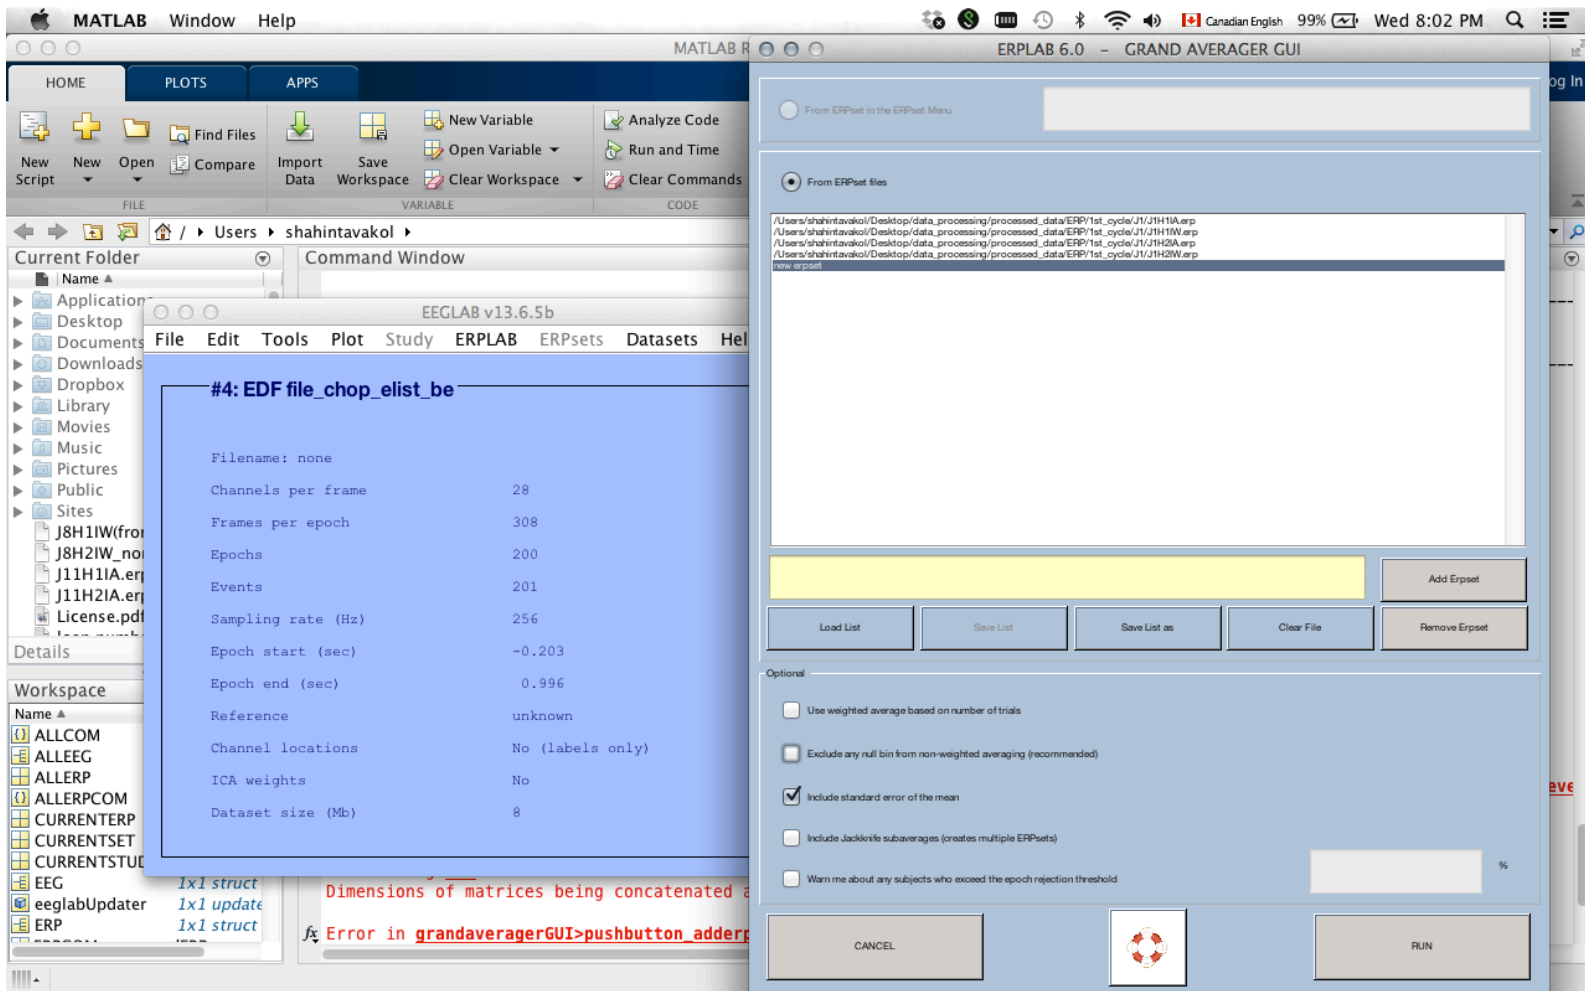 MATLAB Window Help
Canadian English 99% Wed 8:02 PM
MATLAB R
HOME PLOTS APPS
og In
New Script
New
Open
Find Files
Compare
Import Data
Save Workspace
New Variable
Open Variable
Clear Workspace
Analyze Code
Run and Time
Clear Commands
FILE VARIABLE CODE
/ Users shahintavakol
Current Folder
Name
Applications
Desktop
Documents
Downloads
Dropbox
Library
Movies
Music
Pictures
Public
Sites
J8H1IW(fro
J8H2IW_no
J11H1IA.er
J11H2IA.er
License.pdf
Details
Workspace
Name
ALLCOM
ALLEEG
ALLERP
ALLERPCOM
CURRENTERP
CURRENTSET
CURRENTSTUD
EEG 1x1 struct
eeglabUpdater 1x1 update
ERP 1x1 struct
Command Window
EEGLAB v13.6.5b
File Edit Tools Plot Study ERPLAB ERPsets Datasets Hel
#4: EDF file_chop_elist_be
Filename: none
Channels per frame 28
Frames per epoch 308
Epochs 200
Events 201
Sampling rate (Hz) 256
Epoch start (sec) -0.203
Epoch end (sec) 0.996
Reference unknown
Channel locations No (labels only)
ICA weights No
Dataset size (Mb) 8
Dimensions of matrices being concatenated a
fx Error in grandaveragerGUI>pushbutton_adderp
eve
ERPLAB 6.0 - GRAND AVERAGER GUI
From ERPset in the ERPset Menu
From ERPset files
/Users/shahintavakol/Desktop/data_processing/processed_data/ERP/1st_cycle/J1/J1H1IA.erp
/Users/shahintavakol/Desktop/data_processing/processed_data/ERP/1st_cycle/J1/J1H1IW.erp
/Users/shahintavakol/Desktop/data_processing/processed_data/ERP/1st_cycle/J1/J1H2IA.erp
/Users/shahintavakol/Desktop/data_processing/processed_data/ERP/1st_cycle/J1/J1H2IW.erp
new erpset
Add Erpset
Load List Save List Save List as Clear File Remove Erpset
Optional
Use weighted average based on number of trials
Exclude any null bin from non-weighted averaging (recommended)
Include standard error of the mean
Include Jackknife subaverages (creates multiple ERPsets)
Warn me about any subjects who exceed the epoch rejection threshold
%
CANCEL RUN